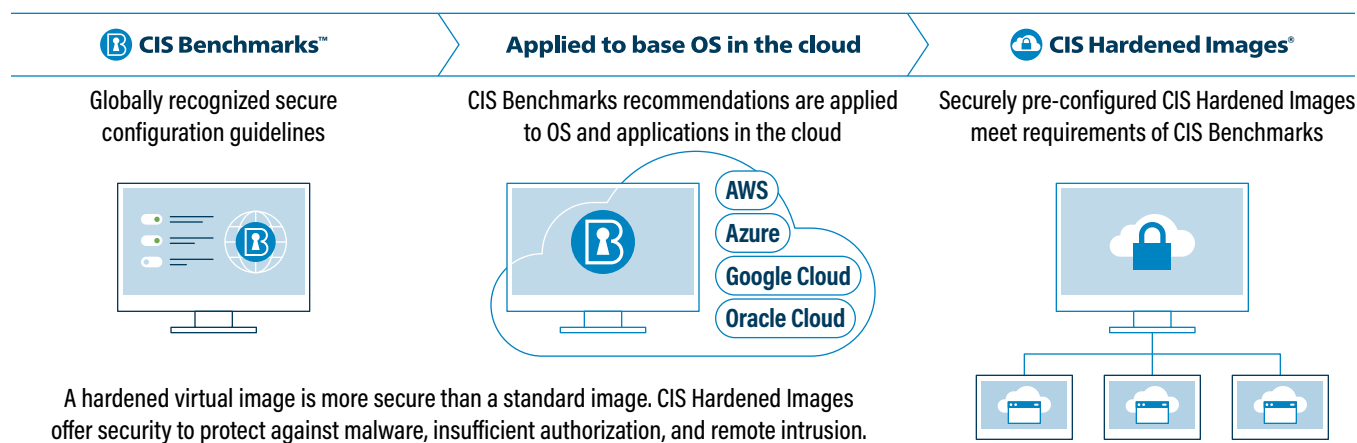 CIS Benchmarks™
Applied to base OS in the cloud
CIS Hardened Images®
Globally recognized secure
configuration guidelines
CIS Benchmarks recommendations are applied
to OS and applications in the cloud
Securely pre-configured CIS Hardened Images
meet requirements of CIS Benchmarks
AWS
Azure
Google Cloud
Oracle Cloud
A hardened virtual image is more secure than a standard image. CIS Hardened Images
offer security to protect against malware, insufficient authorization, and remote intrusion.